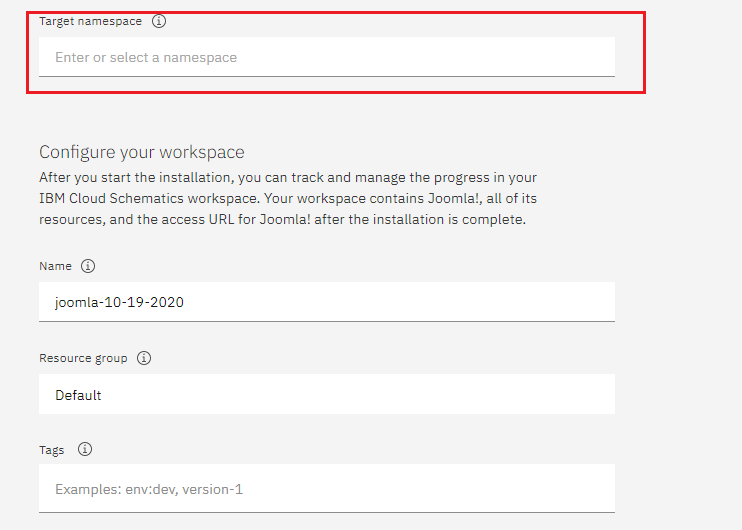 Target namespace
Enter or select a namespace
Configure your workspace
After you start the installation, you can track and manage the progress in your
IBM Cloud Schematics workspace. Your workspace contains Joomla!, all of its
resources, and the access URL for Joomla! after the installation is complete.
Name
joomla-10-19-2020
Resource group
Default
Tags
Examples: env:dev, version-1